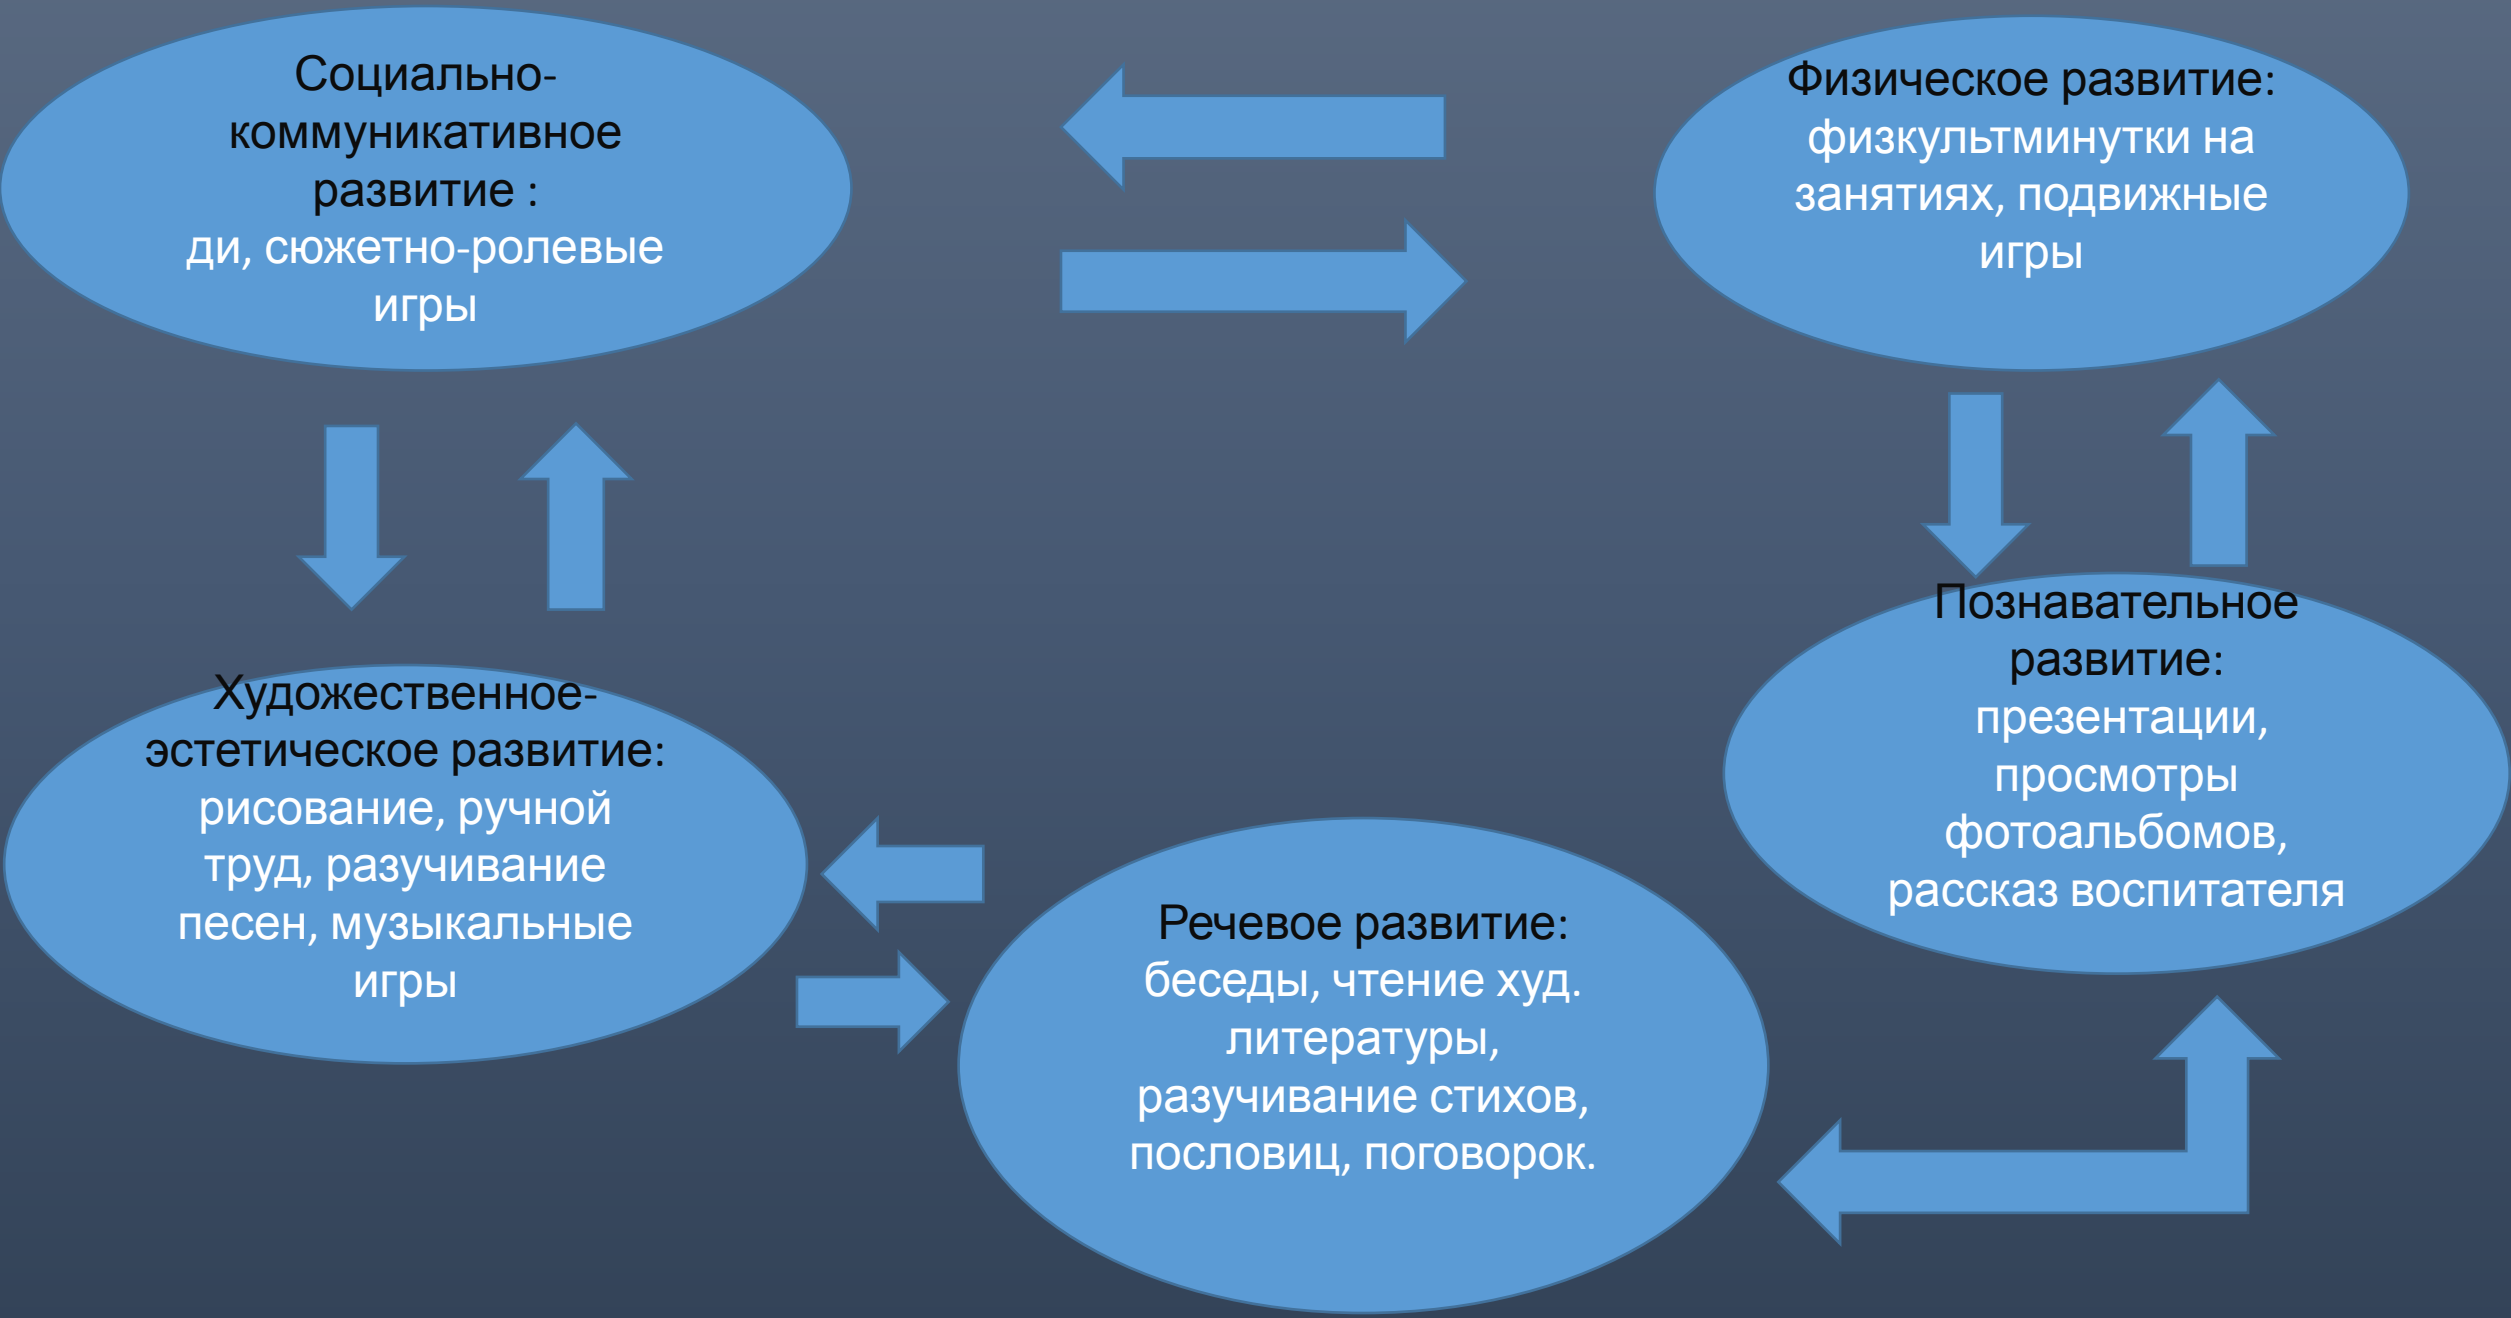 Социально-
коммуникативное
развитие :
ди, сюжетно-ролевые
игры
Физическое развитие:
физкультминутки на
занятиях, подвижные
игры
Художественное-
эстетическое развитие:
рисование, ручной
труд, разучивание
песен, музыкальные
игры
Познавательное
развитие:
презентации,
просмотры
фотоальбомов,
рассказ воспитателя
Речевое развитие:
беседы, чтение худ.
литературы,
разучивание стихов,
пословиц, поговорок.